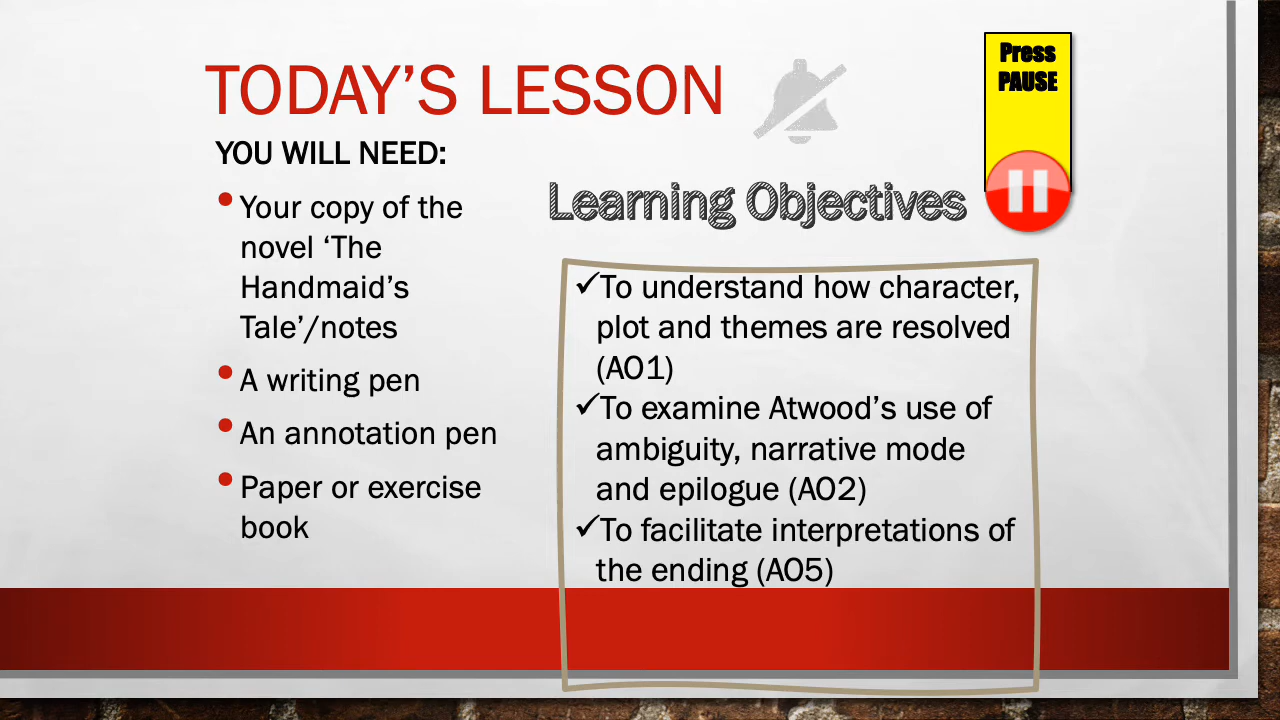 TODAY’S LESSON
Press
PAUSE
YOU WILL NEED:
• Your copy of the
novel ‘The
Handmaid’s
Tale’/notes
• A writing pen
• An annotation pen
• Paper or exercise
book
Learning Objectives
✓To understand how character,
plot and themes are resolved
(AO1)
✓To examine Atwood’s use of
ambiguity, narrative mode
and epilogue (AO2)
✓To facilitate interpretations of
the ending (AO5)